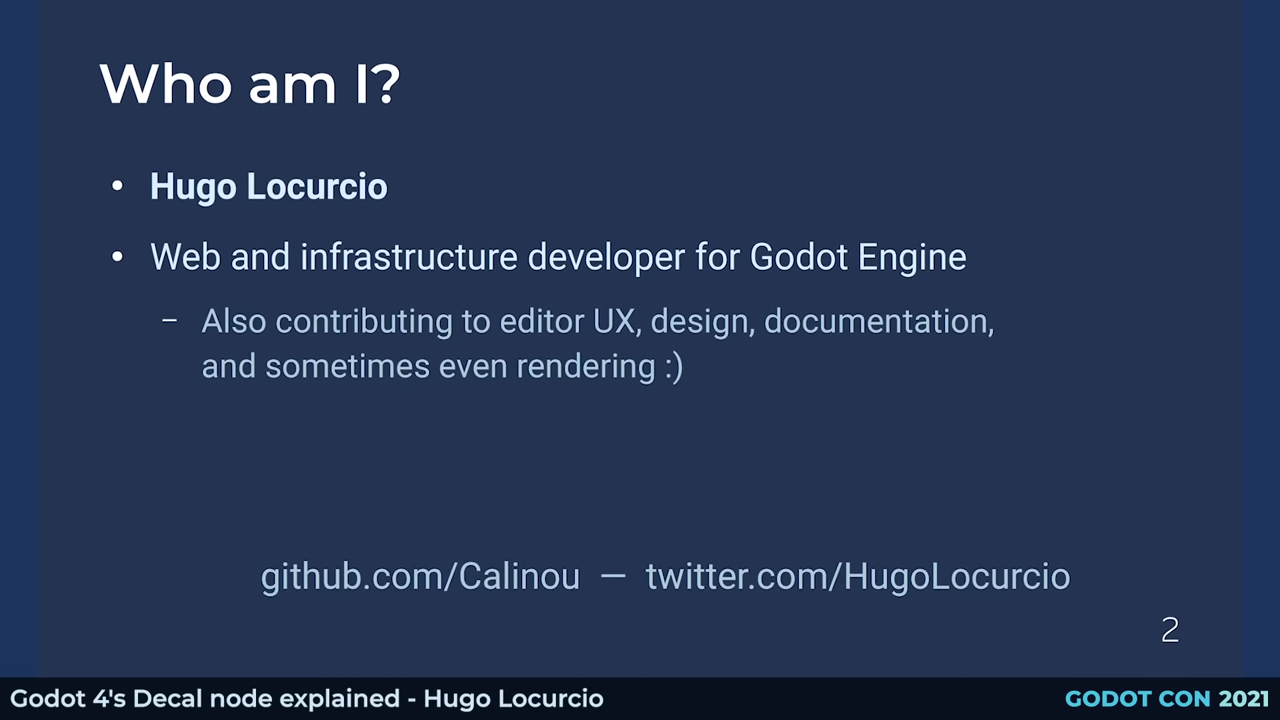 Who am I?
• Hugo Locurcio
• Web and infrastructure developer for Godot Engine
– Also contributing to editor UX, design, documentation,
and sometimes even rendering :)
github.com/Calinou — twitter.com/HugoLocurcio
2
Godot 4's Decal node explained - Hugo Locurcio
GODOT CON 2021